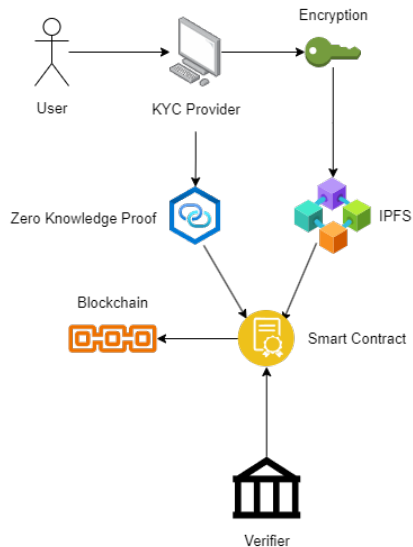 Encryption
User
KYC Provider
Zero Knowledge Proof
IPFS
Blockchain
Smart Contract
Verifier